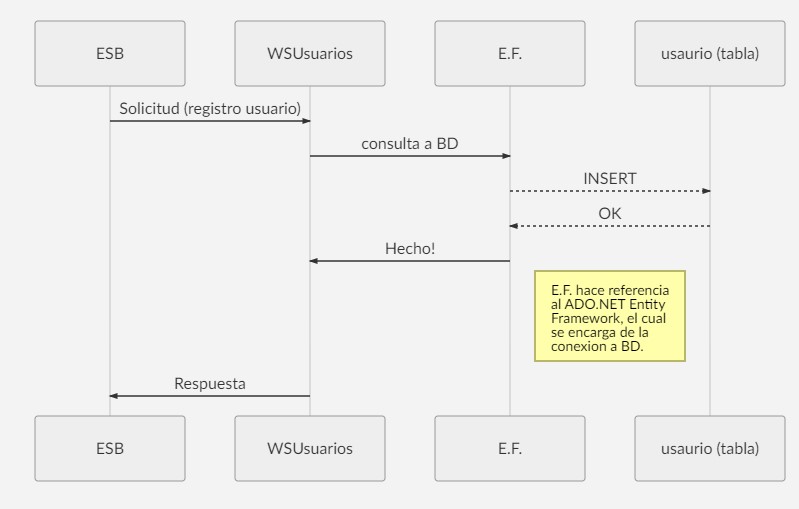 ESB
WSUsuarios
E.F.
usaurio (tabla)
Solicitud (registro usuario)
consulta a BD
INSERT
OK
Hecho!
E.F. hace referencia
al ADO.NET Entity
Framework, el cual
se encarga de la
conexion a BD.
Respuesta
ESB
WSUsuarios
E.F.
usaurio (tabla)